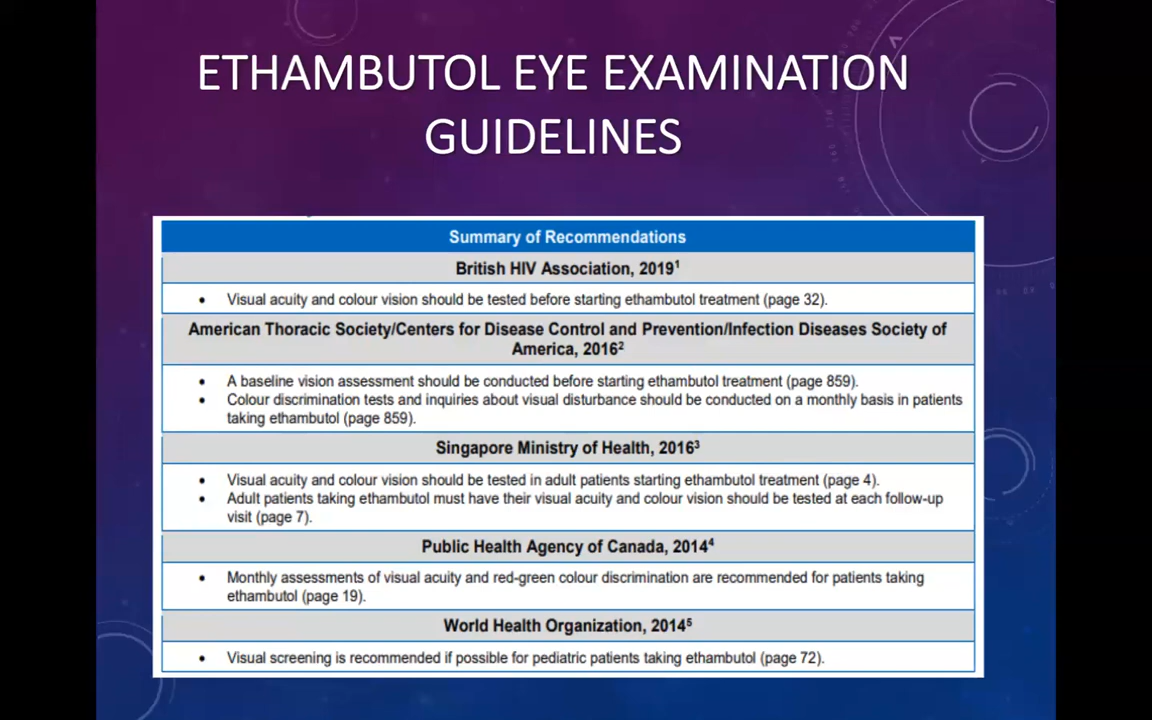 ETHAMBUTOL EYE EXAMINATION
GUIDELINES
Summary of Recommendations
British HIV Association, 2019¹
• Visual acuity and colour vision should be tested before starting ethambutol treatment (page 32).
American Thoracic Society/Centers for Disease Control and Prevention/Infection Diseases Society of
America, 2016²
• A baseline vision assessment should be conducted before starting ethambutol treatment (page 859).
• Colour discrimination tests and inquiries about visual disturbance should be conducted on a monthly basis in patients
taking ethambutol (page 859).
Singapore Ministry of Health, 2016³
• Visual acuity and colour vision should be tested in adult patients starting ethambutol treatment (page 4).
• Adult patients taking ethambutol must have their visual acuity and colour vision should be tested at each follow-up
visit (page 7).
Public Health Agency of Canada, 2014⁴
• Monthly assessments of visual acuity and red-green colour discrimination are recommended for patients taking
ethambutol (page 19).
World Health Organization, 2014⁵
• Visual screening is recommended if possible for pediatric patients taking ethambutol (page 72).